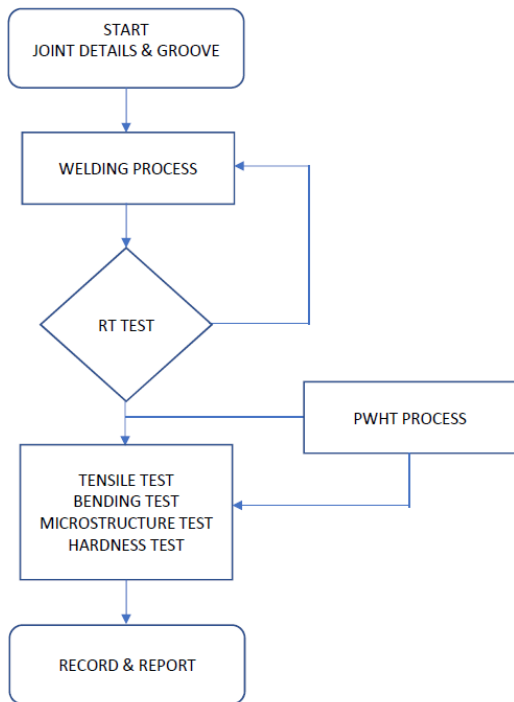 START
JOINT DETAILS & GROOVE
WELDING PROCESS
RT TEST
PWHT PROCESS
TENSILE TEST
BENDING TEST
MICROSTRUCTURE TEST
HARDNESS TEST
RECORD & REPORT